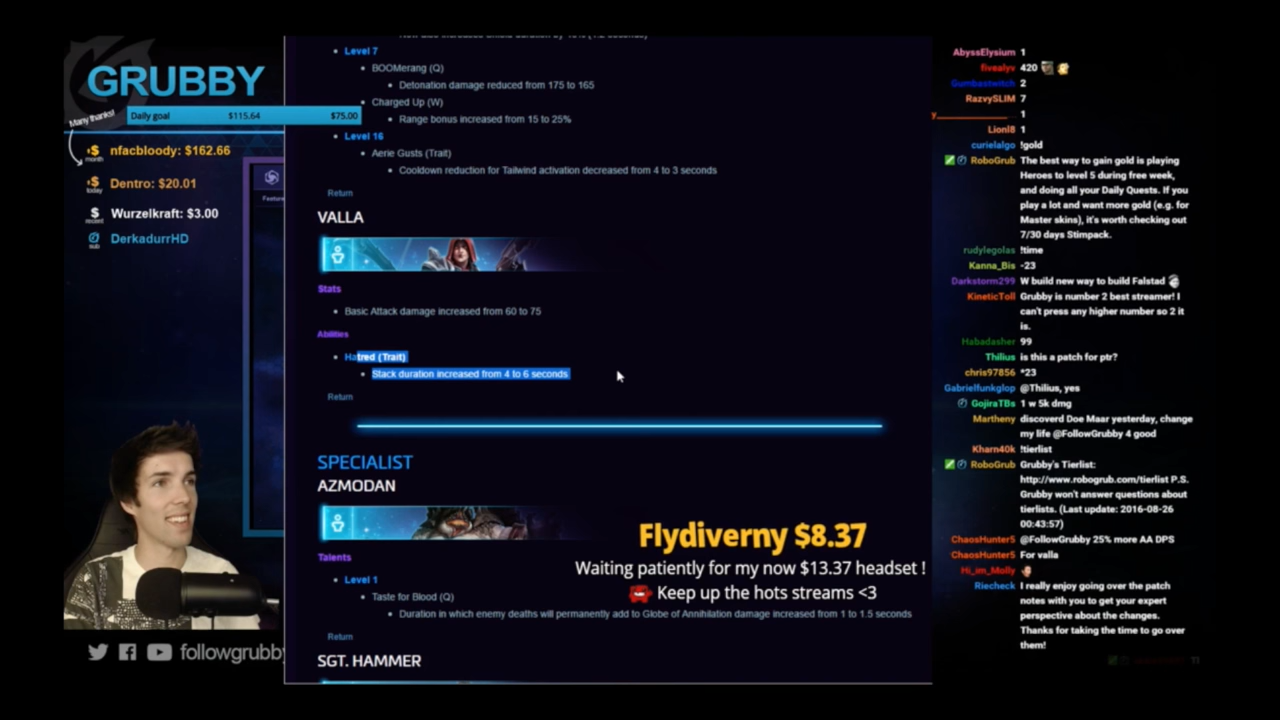 GRUBBY
Many thanks!
Daily goal $115.64 $75.00
$ month nfacbloody: $162.66
$ today Dentro: $20.01
$ recent Wurzelkraft: $3.00
sub DerkadurrHD
Feature
followgrubby
Level 7
BOOMerang (Q)
Detonation damage reduced from 175 to 165
Charged Up (W)
Range bonus increased from 15 to 25%
Level 16
Aerie Gusts (Trait)
Cooldown reduction for Tailwind activation decreased from 4 to 3 seconds
Return
VALLA
Stats
Basic Attack damage increased from 60 to 75
Abilities
Hatred (Trait)
Stack duration increased from 4 to 6 seconds
Return
SPECIALIST
AZMODAN
Talents
Level 1
Taste for Blood (Q)
Duration in which enemy deaths will permanently add to Globe of Annihilation damage increased from 1 to 1.5 seconds
Return
SGT. HAMMER
Flydiverny $8.37
Waiting patiently for my now $13.37 headset !
Keep up the hots streams <3
AbyssElysium 1
fivealyv 420
Gumbastwitch 2
RazvySLIM 7
1
Lionl8 1
curielalgo !gold
RoboGrub The best way to gain gold is playing
Heroes to level 5 during free week,
and doing all your Daily Quests. If you
play a lot and want more gold (e.g. for
Master skins), it's worth checking out
7/30 days Stimpack.
rudylegolas !time
Kanna_Bis -23
Darkstorm299 W build new way to build Falstad
KineticToll Grubby is number 2 best streamer! I
can't press any higher number so 2 it
is.
Habadasher 99
Thilius is this a patch for ptr?
chris97856 *23
Gabrielfunkglop @Thilius, yes
GojiraTBs 1 w 5k dmg
Martheny discoverd Doe Maar yesterday, change
my life @FollowGrubby 4 good
Kharn40k !tierlist
RoboGrub Grubby's Tierlist:
http://www.robogrub.com/tierlist P.S.
Grubby won't answer questions about
tierlists. (Last update: 2016-08-26
00:43:57)
ChaosHunter5 @FollowGrubby 25% more AA DPS
ChaosHunter5 For valla
Hi_im_Molly
Riecheck I really enjoy going over the patch
notes with you to get your expert
perspective about the changes.
Thanks for taking the time to go over
them!